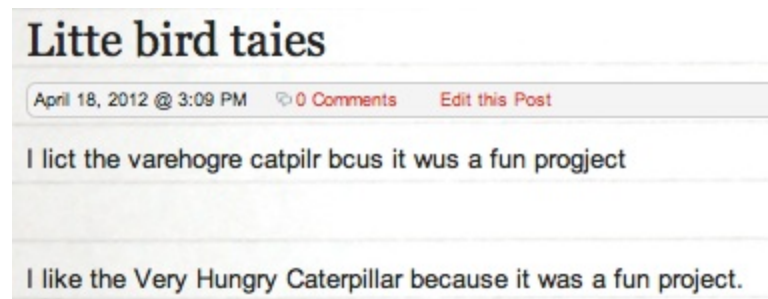 Litte bird taies
April 18, 2012 @ 3:09 PM 0 Comments Edit this Post
I lict the varehogre catpilr bcus it wus a fun progject
I like the Very Hungry Caterpillar because it was a fun project.